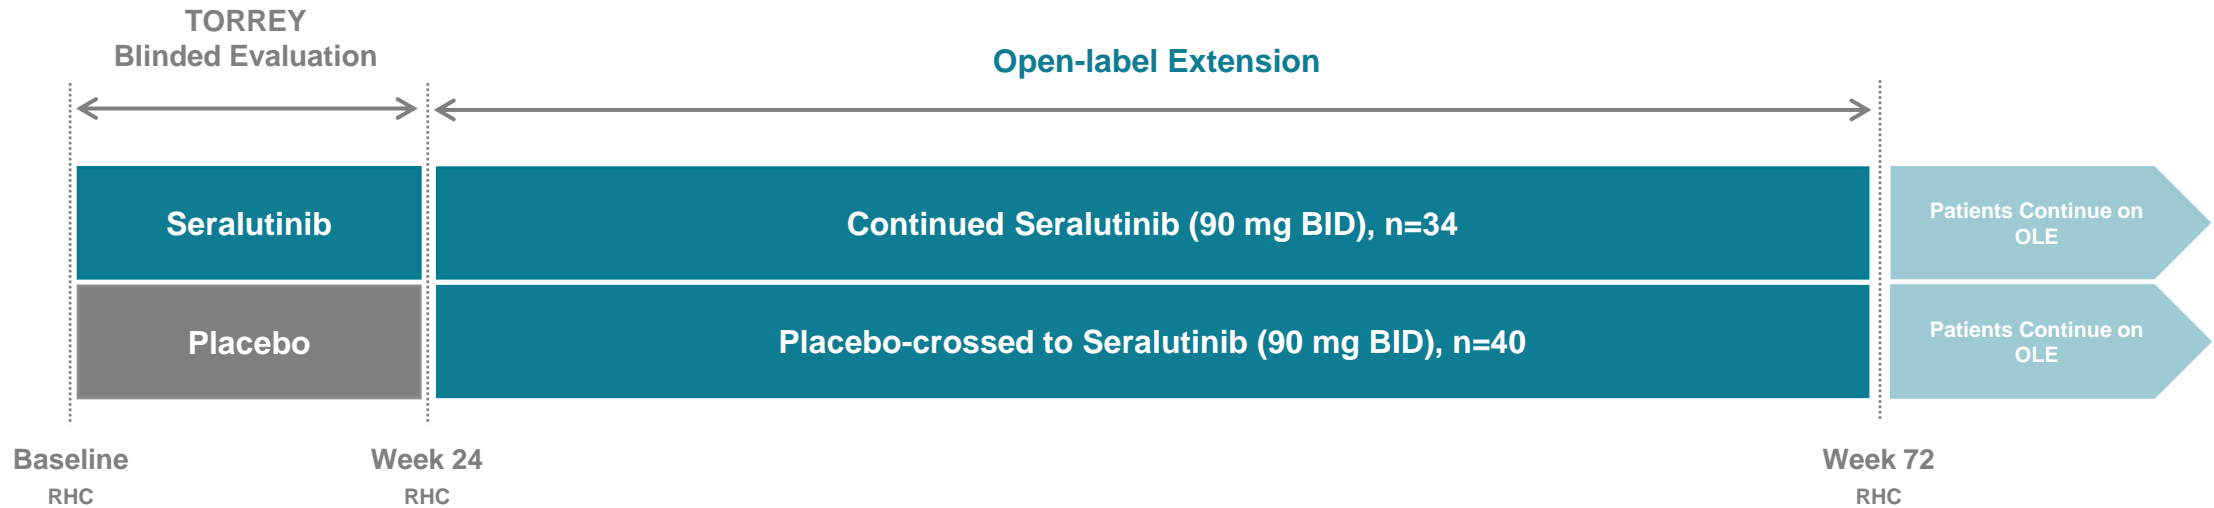 TORREY
Blinded Evaluation
Open-label Extension
Seralutinib
Continued Seralutinib (90 mg BID), n=34
Patients Continue on
OLE
Placebo
Placebo-crossed to Seralutinib (90 mg BID), n=40
Patients Continue on
OLE
Baseline
RHC
Week 24
RHC
Week 72
RHC